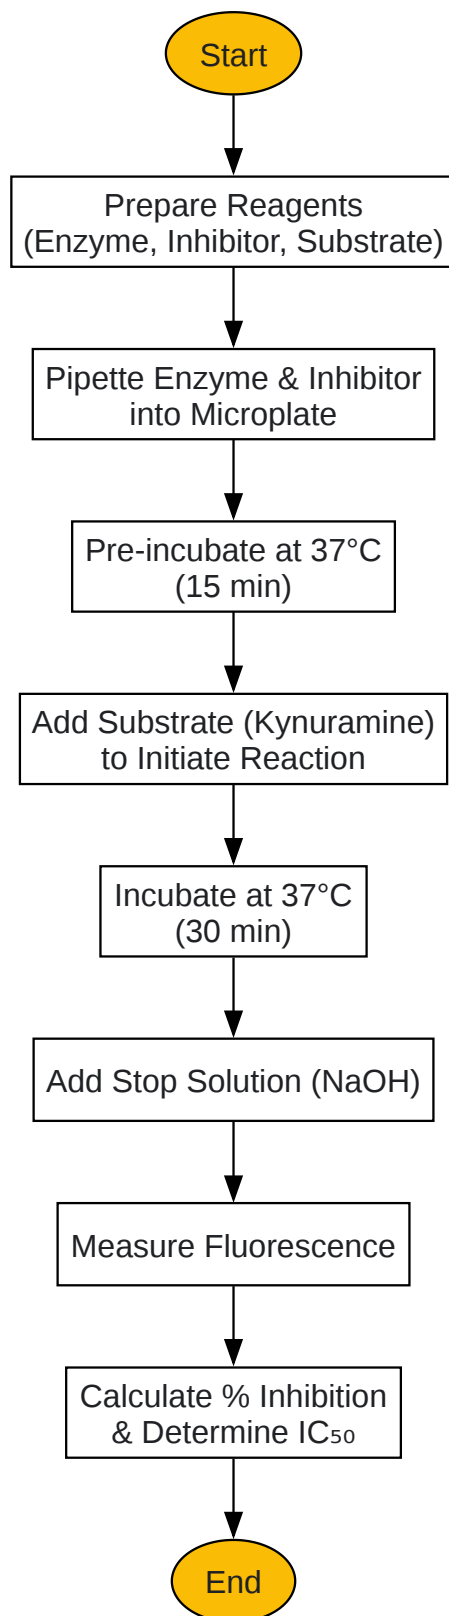 Start
Prepare Reagents
(Enzyme, Inhibitor, Substrate)
Pipette Enzyme & Inhibitor
into Microplate
Pre-incubate at 37°C
(15 min)
Add Substrate (Kynuramine)
to Initiate Reaction
Incubate at 37°C
(30 min)
Add Stop Solution (NaOH)
Measure Fluorescence
Calculate % Inhibition
& Determine IC₅₀
End